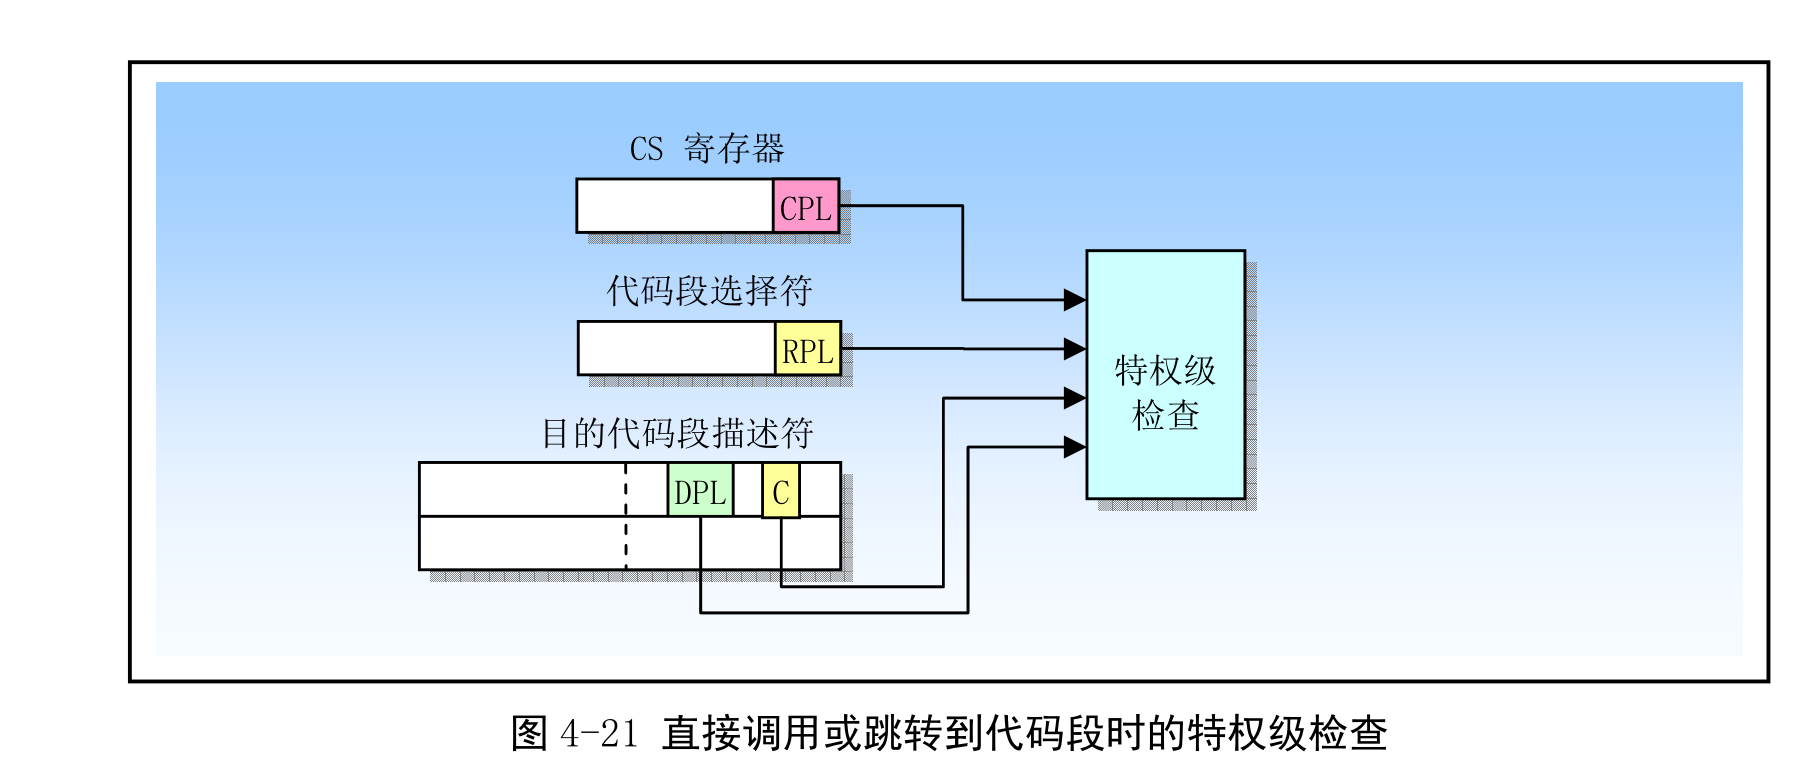 CS 寄存器
CPL
代码段选择符
RPL
目的代码段描述符
DPL
C
特权级
检查
图 4-21 直接调用或跳转到代码段时的特权级检查